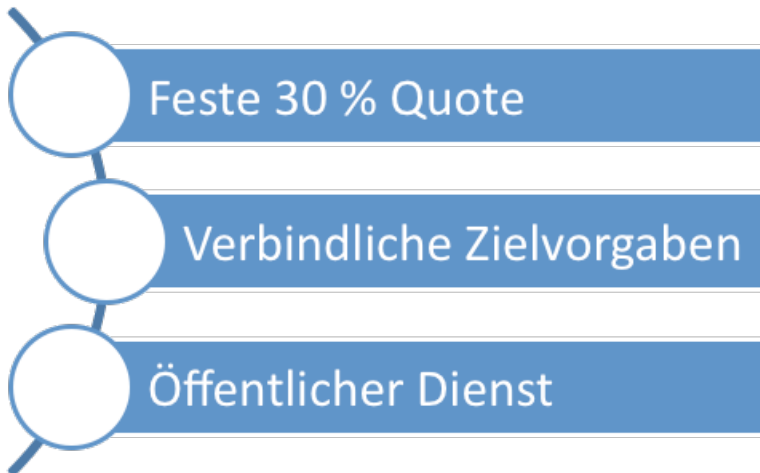 Feste 30 % Quote
Verbindliche Zielvorgaben
Öffentlicher Dienst